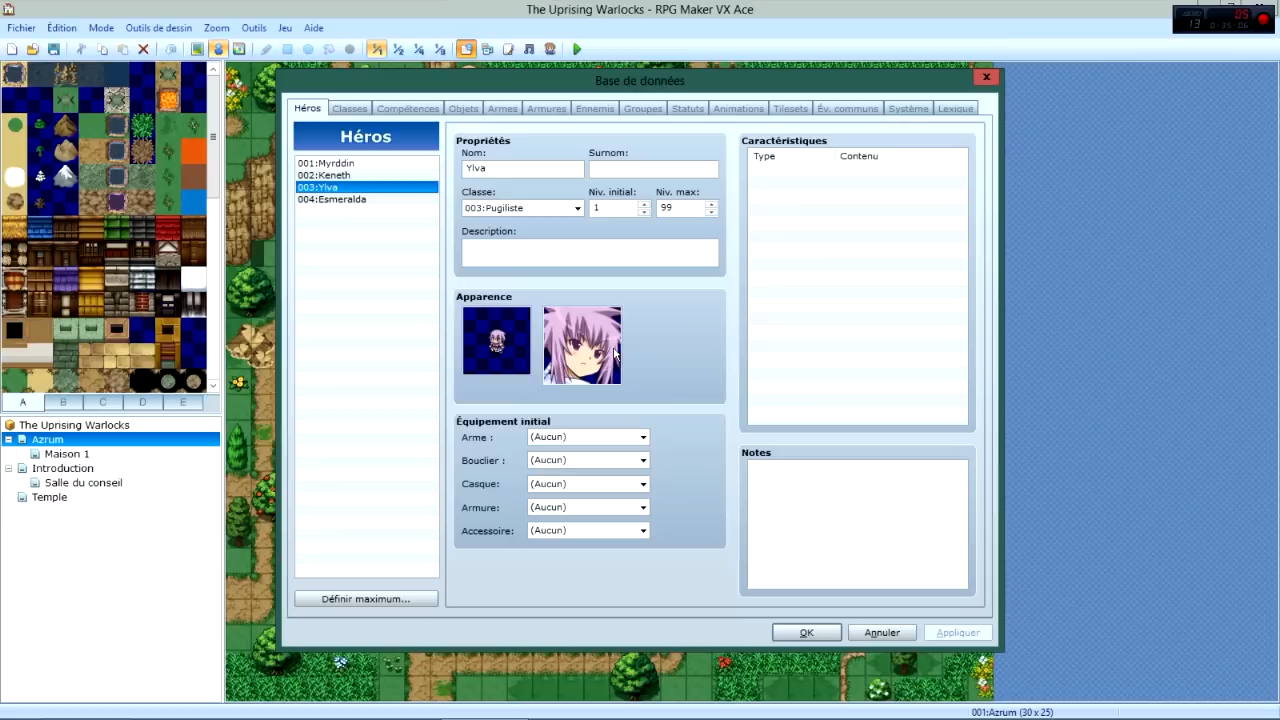 The Uprising Warlocks - RPG Maker VX Ace
Fichier Édition Mode Outils de dessin Zoom Outils Jeu Aide
Base de données
Héros Classes Compétences Objets Armes Armures Ennemis Groupes Statuts Animations Tilesets Év. communs Système Lexique
Héros
001:Myrddin
002:Keneth
003:Ylva
004:Esmeralda
Définir maximum...
Propriétés
Nom: Surnom:
Ylva
Classe: Niv. initial: Niv. max:
003:Pugiliste 1 99
Description:
Apparence
Équipement initial
Arme : (Aucun)
Bouclier : (Aucun)
Casque: (Aucun)
Armure: (Aucun)
Accessoire: (Aucun)
Caractéristiques
Type Contenu
Notes
OK Annuler Appliquer
A B C D E
The Uprising Warlocks
Azrum
Maison 1
Introduction
Salle du conseil
Temple
001:Azrum (30 x 25)